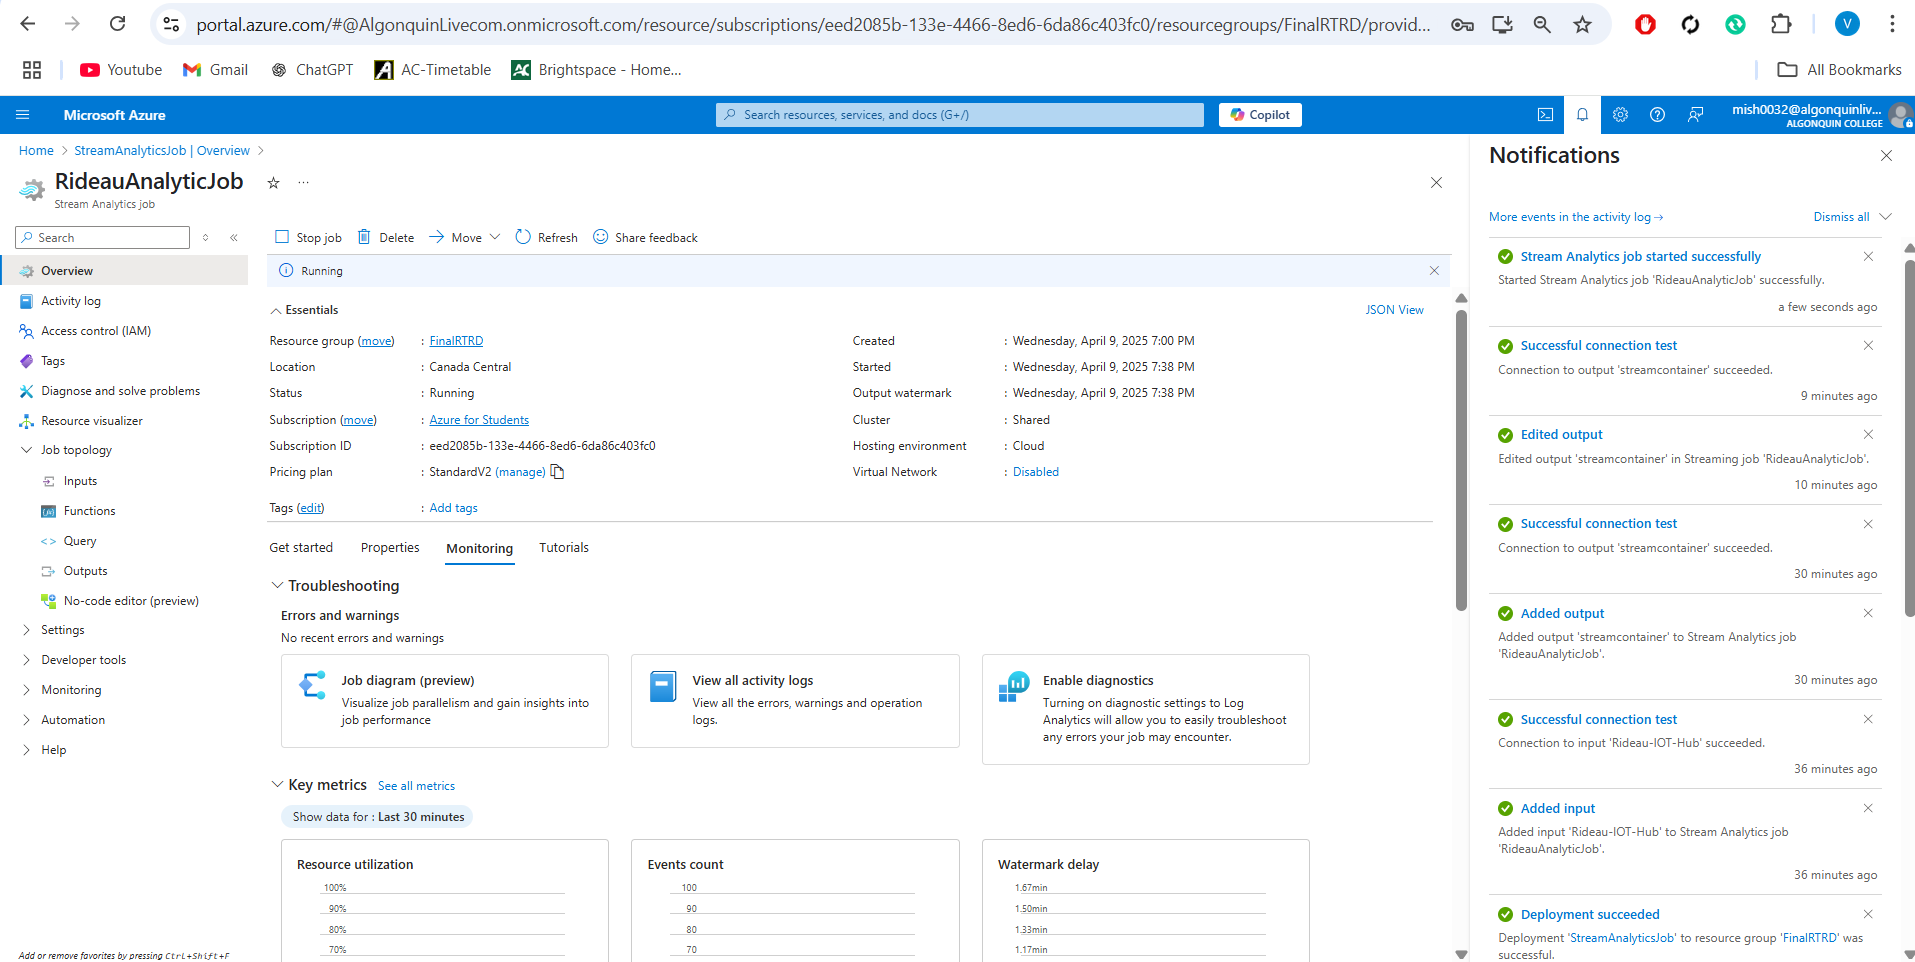 portal.azure.com/#@AlgonquinLivecom.onmicrosoft.com/resource/subscriptions/eed2085b-133e-4466-8ed6-6da86c403fc0/resourcegroups/FinalRTRD/provid...
V
Youtube
Gmail
ChatGPT
AC-Timetable
Brightspace - Home...
All Bookmarks
Microsoft Azure
Search resources, services, and docs (G+/)
Copilot
mish0032@algonquinliv...
ALGONQUIN COLLEGE
Home > StreamAnalyticsJob | Overview >
RideauAnalyticJob
Stream Analytics job
Search
Overview
Activity log
Access control (IAM)
Tags
Diagnose and solve problems
Resource visualizer
Job topology
Inputs
Functions
Query
Outputs
No-code editor (preview)
Settings
Developer tools
Monitoring
Automation
Help
Add or remove favorites by pressing Ctrl+Shift+F
Stop job
Delete
Move
Refresh
Share feedback
Running
Essentials
JSON View
Resource group (move) : FinalRTRD
Location : Canada Central
Status : Running
Subscription (move) : Azure for Students
Subscription ID : eed2085b-133e-4466-8ed6-6da86c403fc0
Pricing plan : StandardV2 (manage)
Created : Wednesday, April 9, 2025 7:00 PM
Started : Wednesday, April 9, 2025 7:38 PM
Output watermark : Wednesday, April 9, 2025 7:38 PM
Cluster : Shared
Hosting environment : Cloud
Virtual Network : Disabled
Tags (edit) : Add tags
Get started
Properties
Monitoring
Tutorials
Troubleshooting
Errors and warnings
No recent errors and warnings
Job diagram (preview)
Visualize job parallelism and gain insights into
job performance
View all activity logs
View all the errors, warnings and operation
logs.
Enable diagnostics
Turning on diagnostic settings to Log
Analytics will allow you to easily troubleshoot
any errors your job may encounter.
Key metrics
See all metrics
Show data for : Last 30 minutes
Resource utilization
100%
90%
80%
70%
Events count
100
90
80
70
Watermark delay
1.67min
1.50min
1.33min
1.17min
Notifications
More events in the activity log →
Dismiss all
Stream Analytics job started successfully
Started Stream Analytics job 'RideauAnalyticJob' successfully.
a few seconds ago
Successful connection test
Connection to output 'streamcontainer' succeeded.
9 minutes ago
Edited output
Edited output 'streamcontainer' in Streaming job 'RideauAnalyticJob'.
10 minutes ago
Successful connection test
Connection to output 'streamcontainer' succeeded.
30 minutes ago
Added output
Added output 'streamcontainer' to Stream Analytics job
'RideauAnalyticJob'.
30 minutes ago
Successful connection test
Connection to input 'Rideau-IOT-Hub' succeeded.
36 minutes ago
Added input
Added input 'Rideau-IOT-Hub' to Stream Analytics job
'RideauAnalyticJob'.
36 minutes ago
Deployment succeeded
Deployment 'StreamAnalyticsJob' to resource group 'FinalRTRD' was
successful.